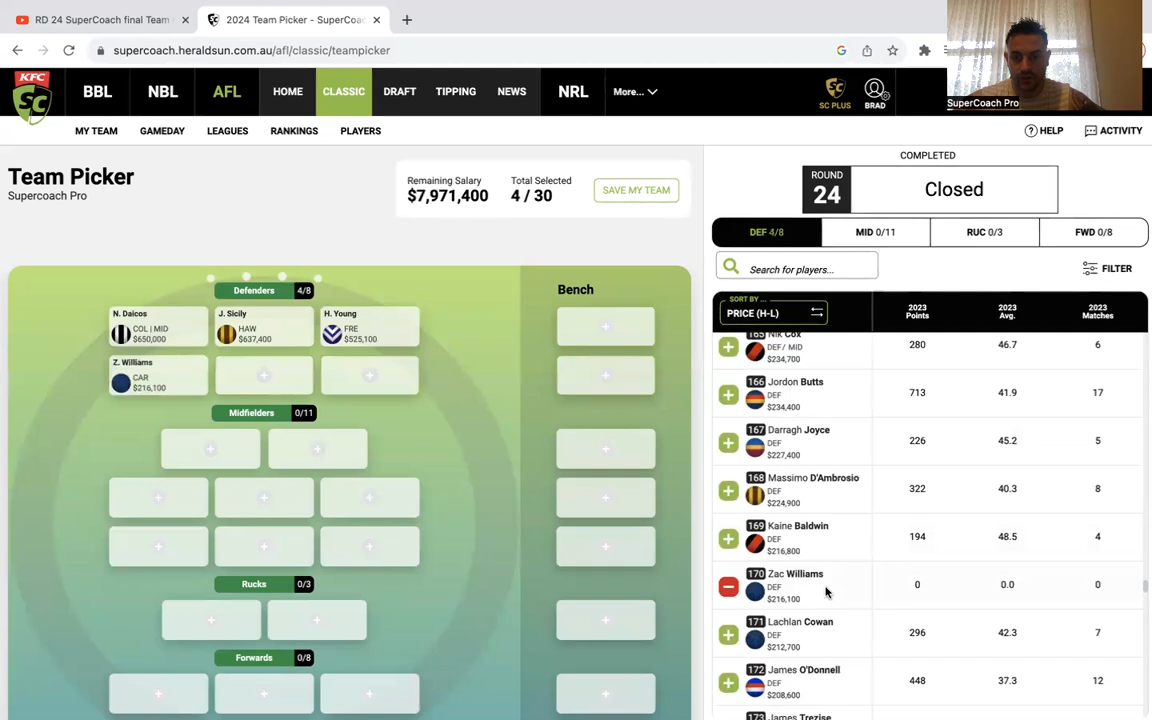 RD 24 SuperCoach final Team
2024 Team Picker - SuperCoa
supercoach.heraldsun.com.au/afl/classic/teampicker
SuperCoach Pro
KFC
SC
BBL
NBL
AFL
HOME
CLASSIC
DRAFT
TIPPING
NEWS
NRL
More...
SC PLUS
BRAD
MY TEAM
GAMEDAY
LEAGUES
RANKINGS
PLAYERS
HELP
ACTIVITY
Team Picker
Supercoach Pro
Remaining Salary
$7,971,400
Total Selected
4 / 30
SAVE MY TEAM
COMPLETED
ROUND
24
Closed
DEF 4/8
MID 0/11
RUC 0/3
FWD 0/8
Search for players...
FILTER
SORT BY ...
PRICE (H-L)
2023 Points
2023 Avg.
2023 Matches
Defenders 4/8
Bench
N. Daicos
COL | MID
$650,000
J. Sicily
HAW
$637,400
H. Young
FRE
$525,100
Z. Williams
CAR
$216,100
Midfielders 0/11
Rucks 0/3
Forwards 0/8
165 Nik Cox
DEF/ MID
$234,700
280 46.7 6
166 Jordon Butts
DEF
$234,400
713 41.9 17
167 Darragh Joyce
DEF
$227,400
226 45.2 5
168 Massimo D'Ambrosio
DEF
$224,900
322 40.3 8
169 Kaine Baldwin
DEF
$216,800
194 48.5 4
170 Zac Williams
DEF
$216,100
0 0.0 0
171 Lachlan Cowan
DEF
$212,700
296 42.3 7
172 James O'Donnell
DEF
$208,600
448 37.3 12
173 James Trezise